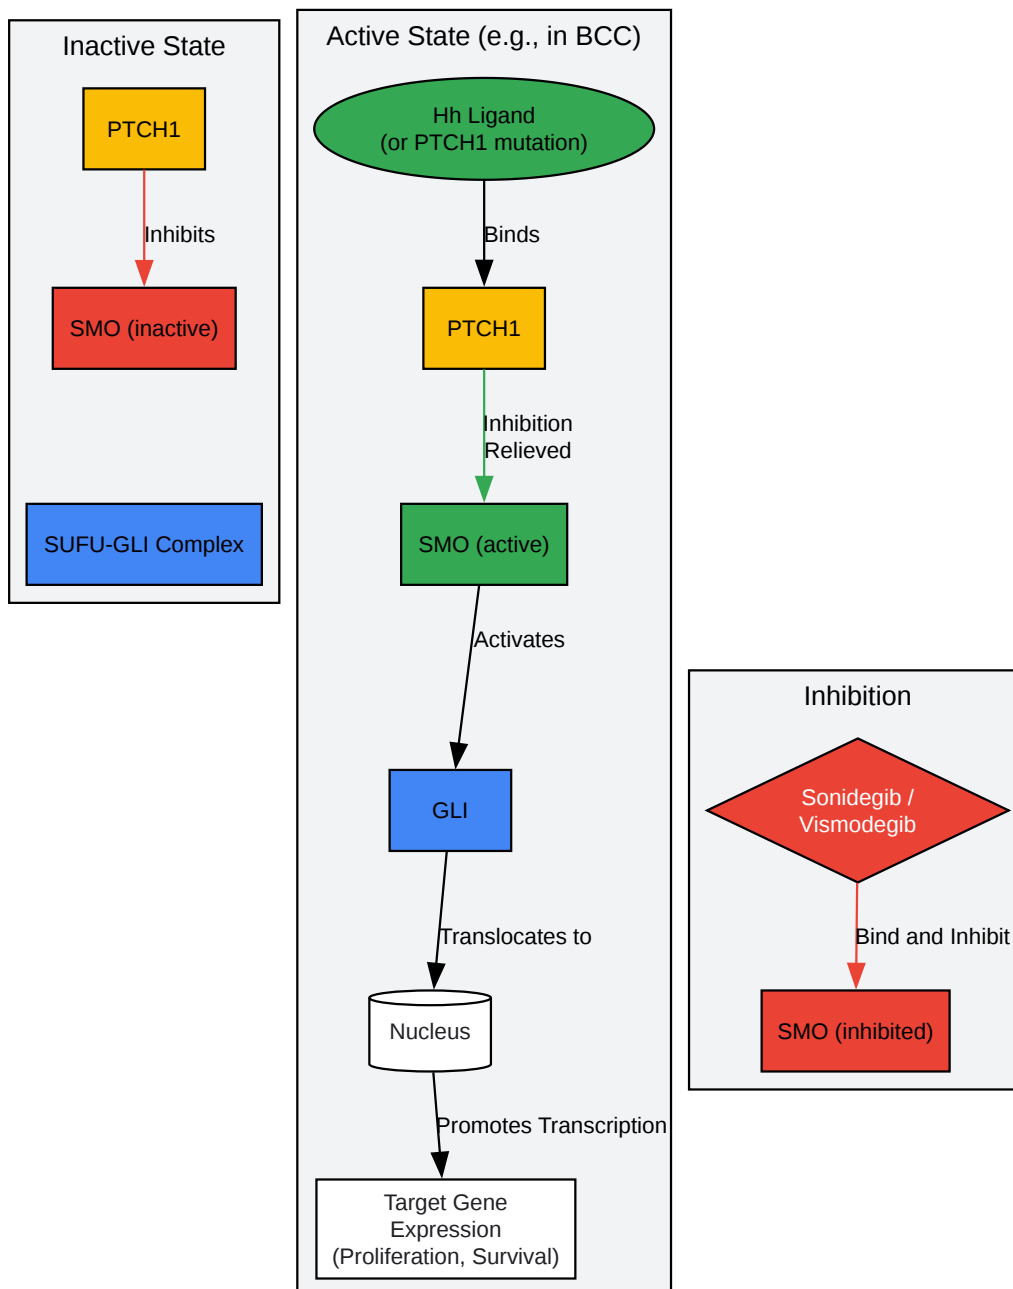 Inactive State
PTCH1
Inhibits
SMO (inactive)
SUFU-GLI Complex
Active State (e.g., in BCC)
Hh Ligand
(or PTCH1 mutation)
Binds
PTCH1
Inhibition
Relieved
SMO (active)
Activates
GLI
Translocates to
Nucleus
Promotes Transcription
Target Gene
Expression
(Proliferation, Survival)
Inhibition
Sonidegib /
Vismodegib
Bind and Inhibit
SMO (inhibited)